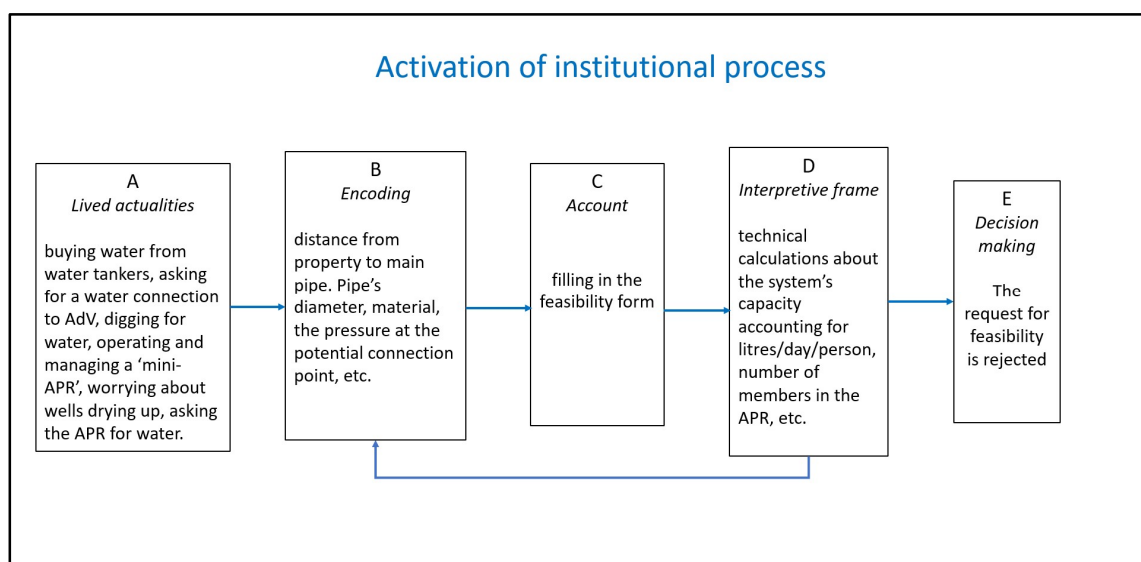 Activation of institutional process
A
Lived actualities
buying water from
water tankers, asking
for a water connection
to AdV, digging for
water, operating and
managing a ‘mini-
APR’, worrying about
wells drying up, asking
the APR for water.
B
Encoding
distance from
property to main
pipe. Pipe’s
diameter, material,
the pressure at the
potential connection
point, etc.
C
Account
filling in the
feasibility form
D
Interpretive frame
technical
calculations about
the system’s
capacity
accounting for
litres/day/person,
number of
members in the
APR, etc.
E
Decision
making
The
request for
feasibility
is rejected